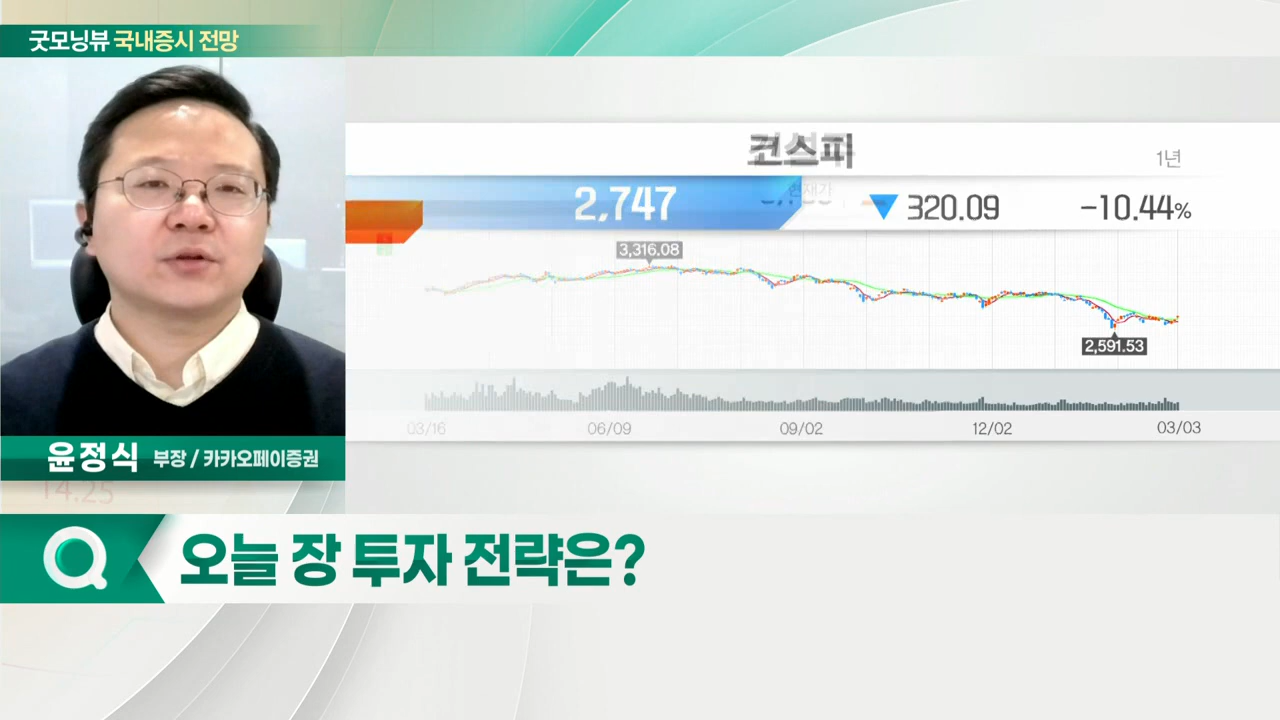 굿모닝뷰 국내증시 전망
코스피
1년
2,747
▼ 320.09
-10.44%
3,316.08
2,591.53
03/16
06/09
09/02
12/02
03/03
윤정식 부장 / 카카오페이증권
14.25
Q 오늘 장 투자 전략은?